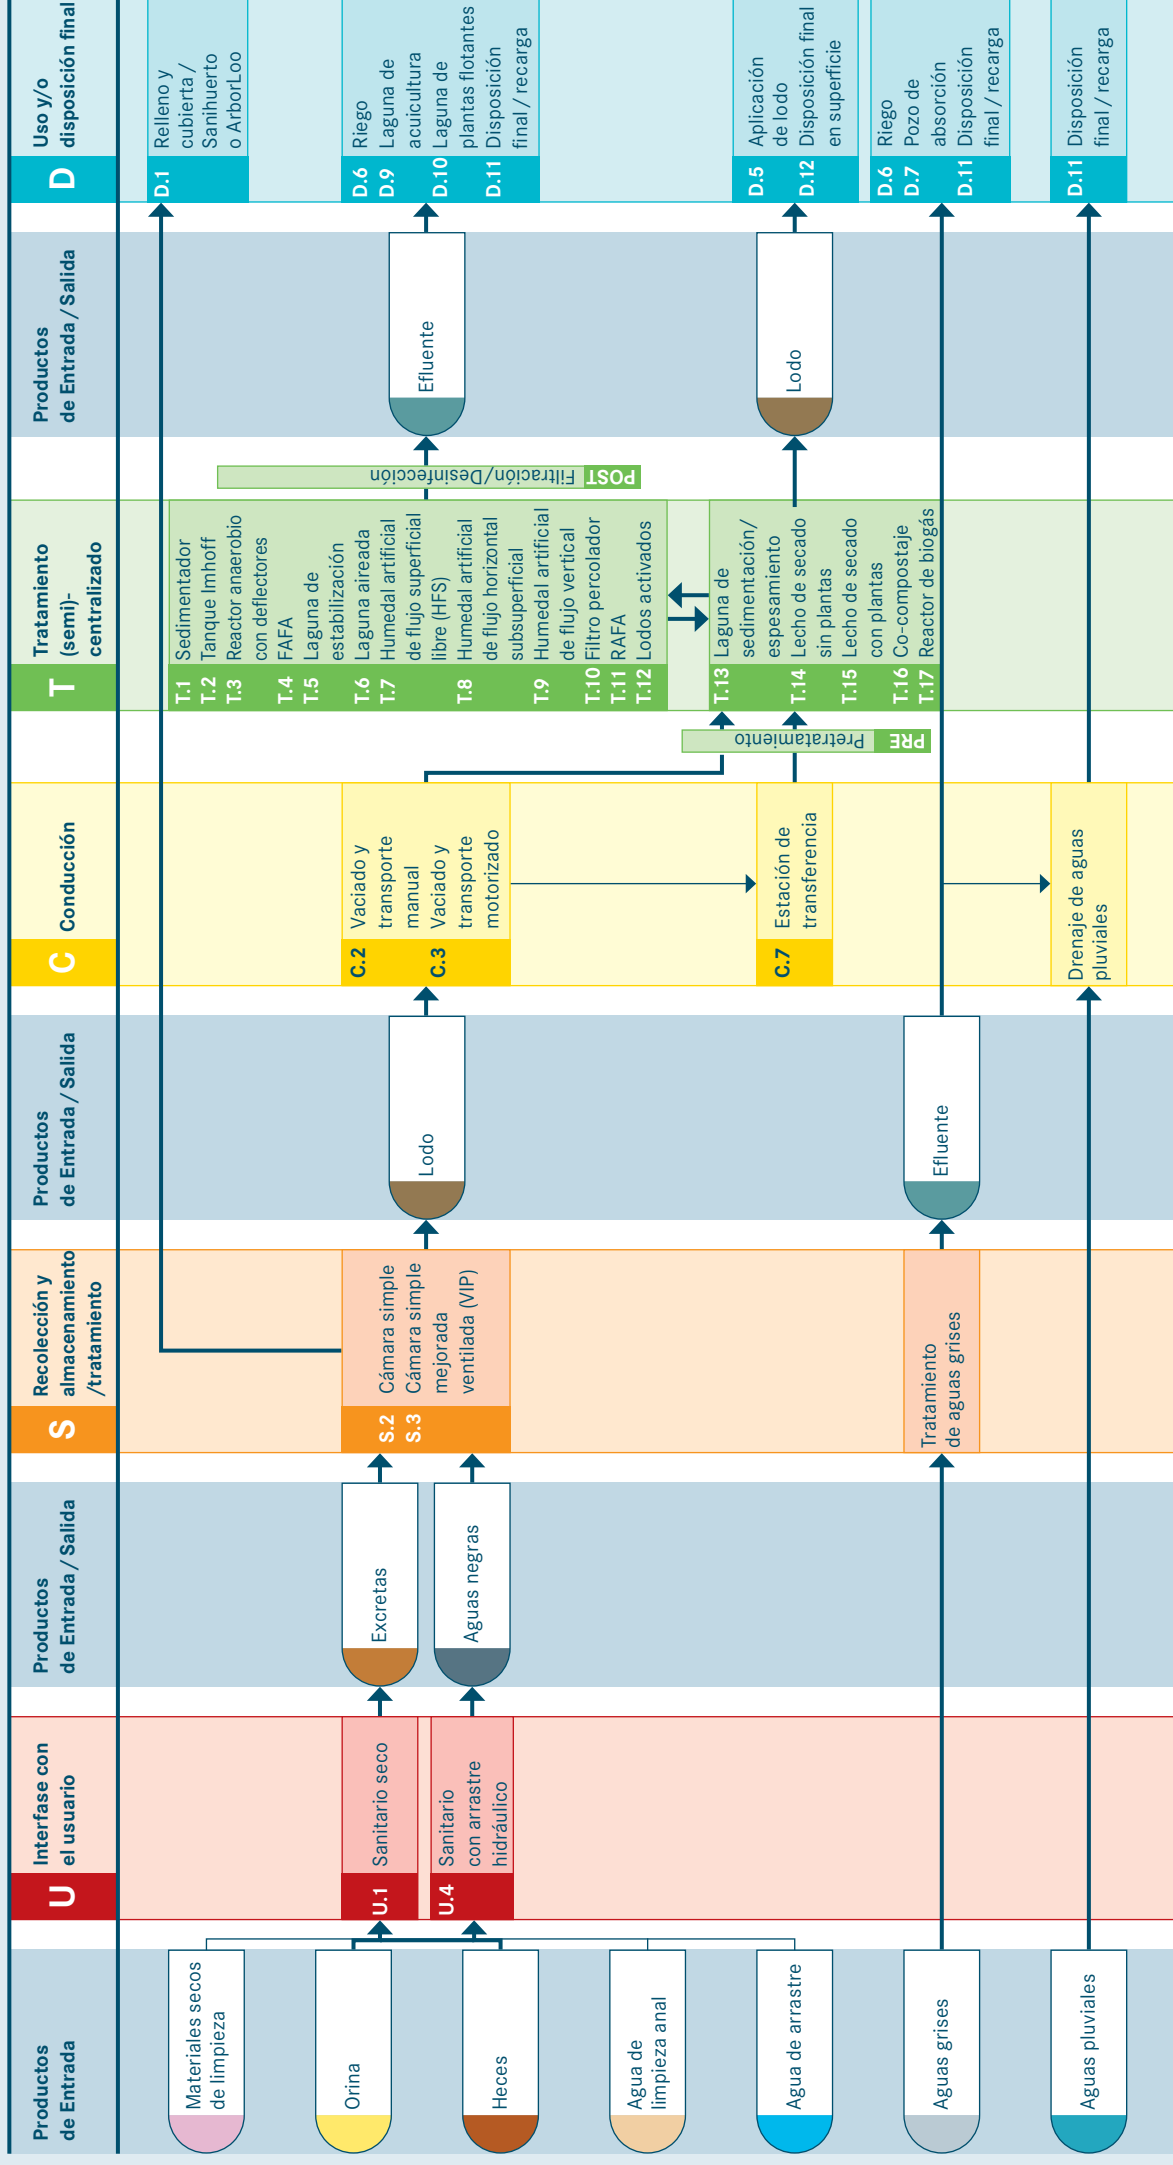 Productos
de Entrada
U
Interfase con
el usuario
Productos
de Entrada / Salida
S
Recolección y
almacenamiento
/tratamiento
Productos
de Entrada / Salida
C
Conducción
T
Tratamiento
(semi)-
centralizado
Productos
de Entrada / Salida
D
Uso y/o
disposición final
Materiales secos
de limpieza
Orina
Heces
Agua de
limpieza anal
Agua de arrastre
Aguas grises
Aguas pluviales
U.1 Sanitario seco
U.4 Sanitario
con arrastre
hidráulico
Excretas
Aguas negras
S.2 Cámara simple
S.3 Cámara simple
mejorada
ventilada (VIP)
Tratamiento
de aguas grises
Lodo
Efluente
C.2 Vaciado y
transporte
manual
C.3 Vaciado y
transporte
motorizado
C.7 Estación de
transferencia
Drenaje de aguas
pluviales
PRE Pretratamiento
T.1 Sedimentador
T.2 Tanque Imhoff
T.3 Reactor anaerobio
con deflectores
T.4 FAFA
T.5 Laguna de
estabilización
T.6 Laguna aireada
T.7 Humedal artificial
de flujo superficial
libre (HFS)
T.8 Humedal artificial
de flujo horizontal
subsuperficial
T.9 Humedal artificial
de flujo vertical
T.10 Filtro percolador
T.11 RAFA
T.12 Lodos activados
T.13 Laguna de
sedimentación/
espesamiento
T.14 Lecho de secado
sin plantas
T.15 Lecho de secado
con plantas
T.16 Co-compostaje
T.17 Reactor de biogás
POST Filtración/Desinfección
Efluente
Lodo
D.1 Relleno y
cubierta /
Sanihuerto
o ArborLoo
D.6 Riego
D.9 Laguna de
acuicultura
D.10 Laguna de
plantas flotantes
D.11 Disposición
final / recarga
D.5 Aplicación
de lodo
D.12 Disposición final
en superficie
D.6 Riego
D.7 Pozo de
absorción
D.11 Disposición
final / recarga
D.11 Disposición
final / recarga